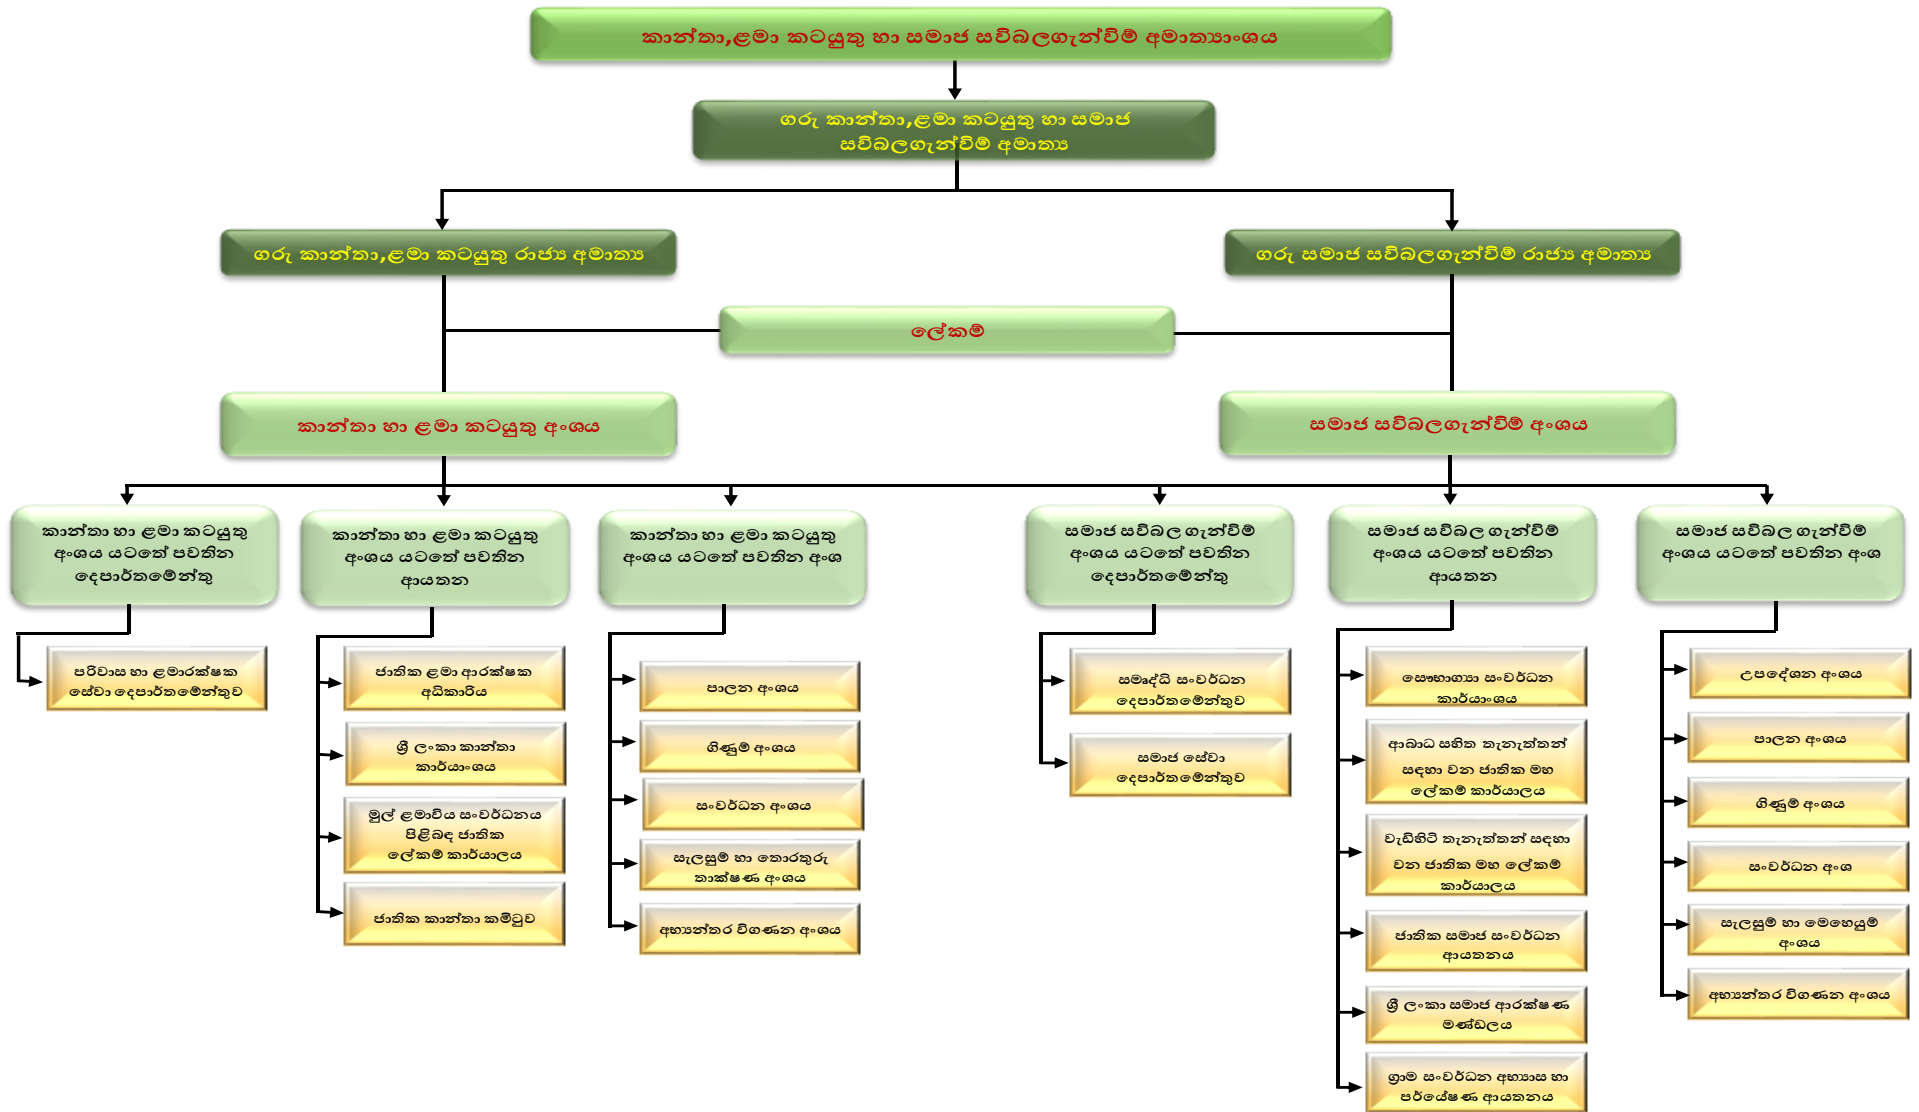 කාන්තා,ළමා කටයුතු හා සමාජ සවිබලගැන්වීම් අමාත්‍යාංශය
ගරු කාන්තා,ළමා කටයුතු හා සමාජ
සවිබලගැන්වීම් අමාත්‍ය
ගරු කාන්තා,ළමා කටයුතු රාජ්‍ය අමාත්‍ය
ගරු සමාජ සවිබලගැන්වීම් රාජ්‍ය අමාත්‍ය
ලේකම්
කාන්තා හා ළමා කටයුතු අංශය
සමාජ සවිබලගැන්වීම් අංශය
කාන්තා හා ළමා කටයුතු
අංශය යටතේ පවතින
දෙපාර්තමේන්තු
කාන්තා හා ළමා කටයුතු
අංශය යටතේ පවතින
ආයතන
කාන්තා හා ළමා කටයුතු
අංශය යටතේ පවතින අංශ
සමාජ සවිබල ගැන්වීම්
අංශය යටතේ පවතින
දෙපාර්තමේන්තු
සමාජ සවිබල ගැන්වීම්
අංශය යටතේ පවතින
ආයතන
සමාජ සවිබල ගැන්වීම්
අංශය යටතේ පවතින අංශ
පරිවාස හා ළමාරක්ෂක
සේවා දෙපාර්තමේන්තුව
ජාතික ළමා ආරක්ෂක
අධිකාරිය
ශ්‍රී ලංකා කාන්තා
කාර්යාංශය
මුල් ළමාවිය සංවර්ධනය
පිළිබඳ ජාතික
ලේකම් කාර්යාලය
ජාතික කාන්තා කමිටුව
පාලන අංශය
ගිණුම් අංශය
සංවර්ධන අංශය
සැලසුම් හා තොරතුරු
තාක්ෂණ අංශය
අභ්‍යන්තර විගණන අංශය
සමෘද්ධි සංවර්ධන
දෙපාර්තමේන්තුව
සමාජ සේවා
දෙපාර්තමේන්තුව
සෞභාග්‍යා සංවර්ධන
කාර්යාංශය
ආබාධ සහිත තැනැත්තන්
සඳහා වන ජාතික මහ
ලේකම් කාර්යාලය
වැඩිහිටි තැනැත්තන් සඳහා
වන ජාතික මහ ලේකම්
කාර්යාලය
ජාතික සමාජ සංවර්ධන
ආයතනය
ශ්‍රී ලංකා සමාජ ආරක්ෂණ
මණ්ඩලය
ග්‍රාම සංවර්ධන අභ්‍යාස හා
පර්යේෂණ ආයතනය
උපදේශන අංශය
පාලන අංශය
ගිණුම් අංශය
සංවර්ධන අංශ
සැලසුම් හා මෙහෙයුම්
අංශය
අභ්‍යන්තර විගණන අංශය